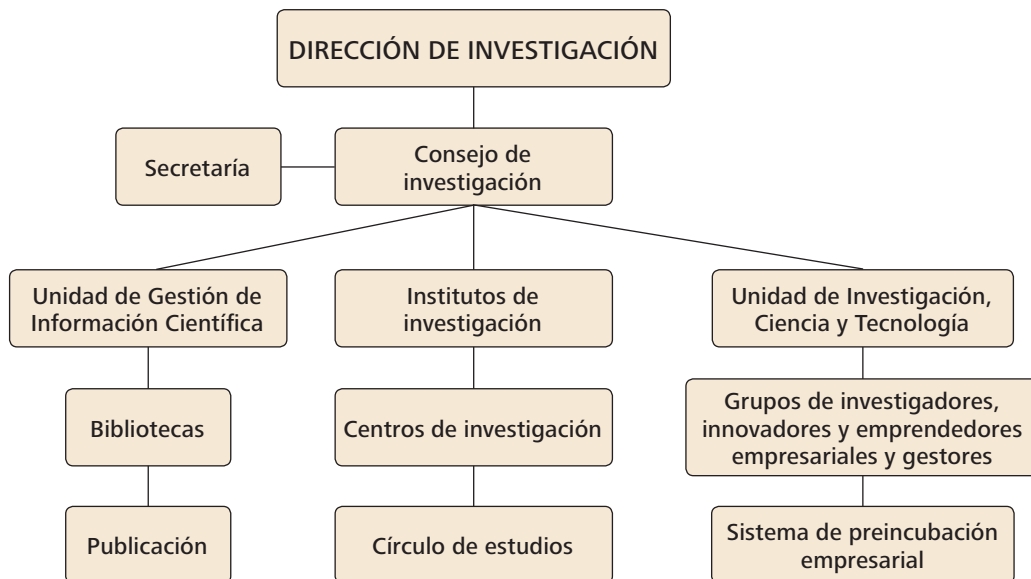 DIRECCIÓN DE INVESTIGACIÓN
Secretaría
Consejo de
investigación
Unidad de Gestión de
Información Científica
Institutos de
investigación
Unidad de Investigación,
Ciencia y Tecnología
Bibliotecas
Centros de investigación
Grupos de investigadores,
innovadores y emprendedores
empresariales y gestores
Publicación
Círculo de estudios
Sistema de preincubación
empresarial